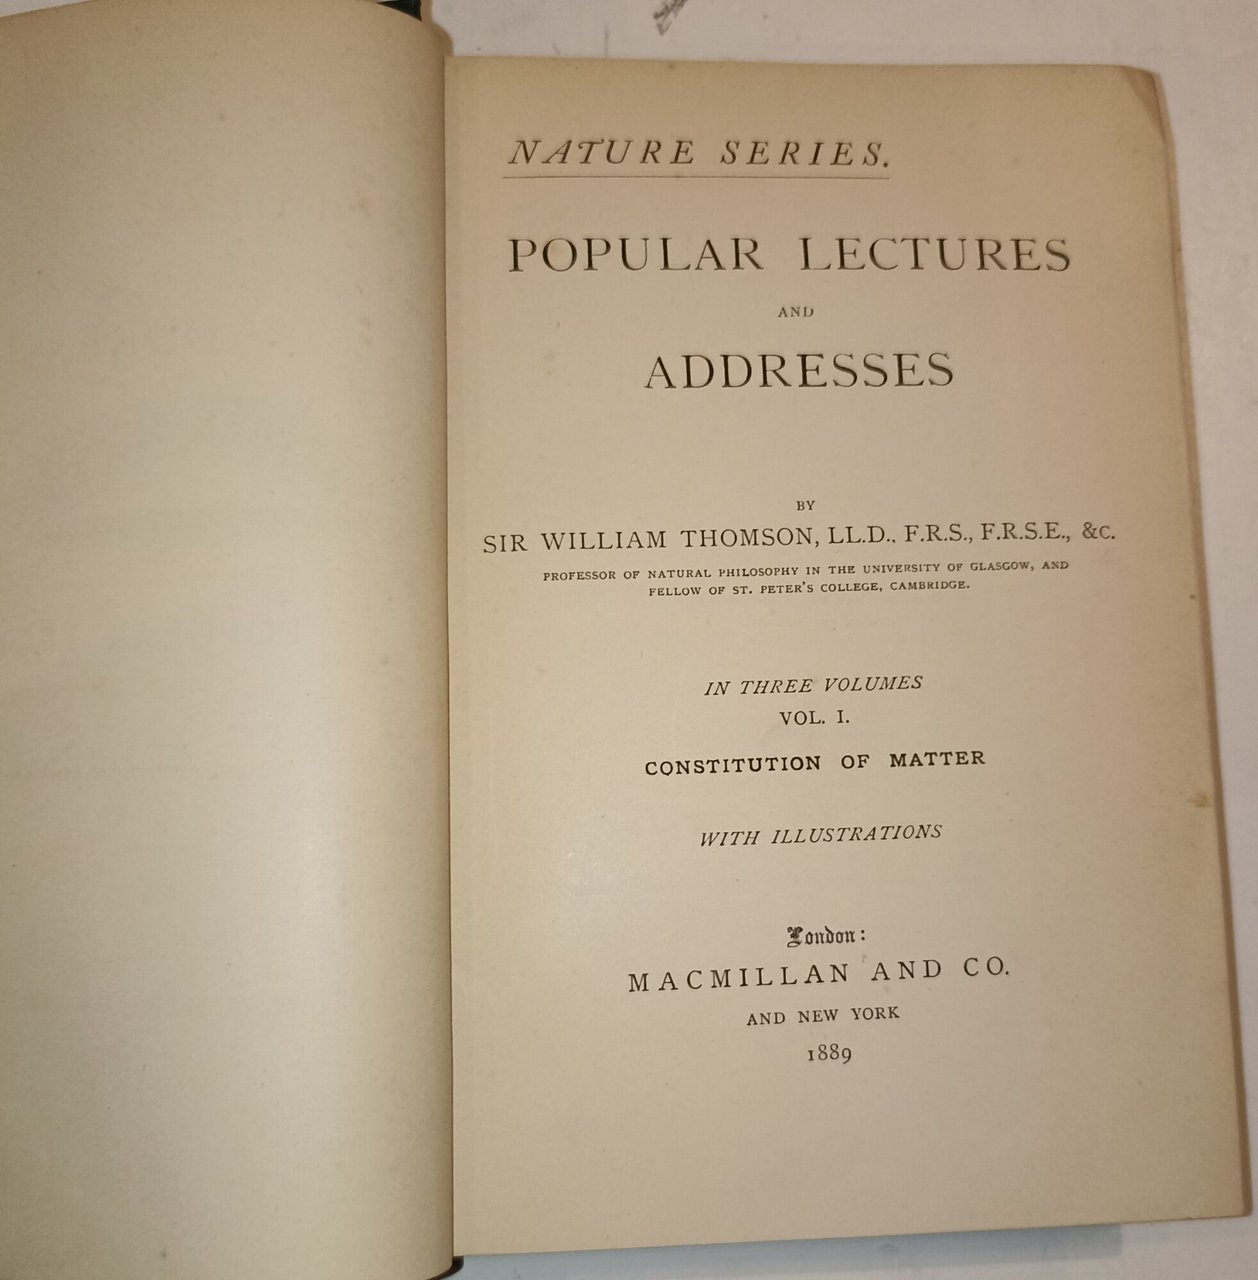 NATURE SERIES.
POPULAR LECTURES
AND
ADDRESSES
BY
SIR WILLIAM THOMSON, LL.D., F.R.S., F.R.S.E., &C.
PROFESSOR OF NATURAL PHILOSOPHY IN THE UNIVERSITY OF GLASGOW, AND
FELLOW OF ST. PETER'S COLLEGE, CAMBRIDGE.
IN THREE VOLUMES
VOL. I.
CONSTITUTION OF MATTER
WITH ILLUSTRATIONS
London:
MACMILLAN AND CO.
AND NEW YORK
1889